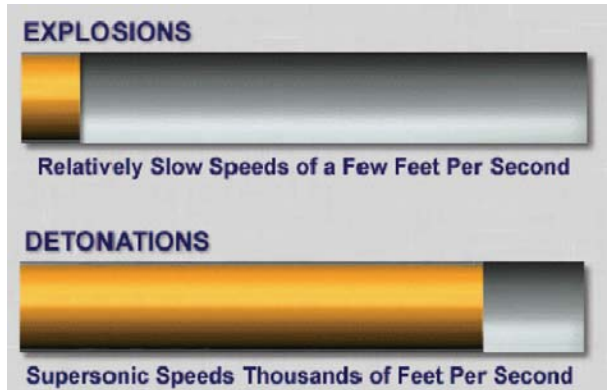 EXPLOSIONS
Relatively Slow Speeds of a Few Feet Per Second
DETONATIONS
Supersonic Speeds Thousands of Feet Per Second